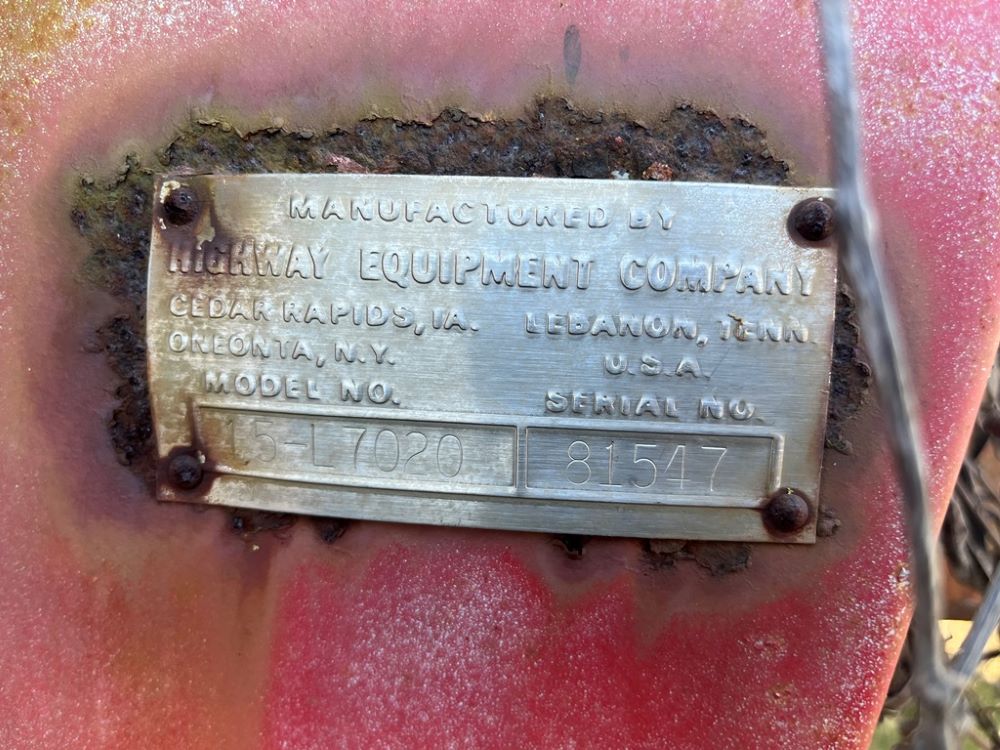 MANUFACTURED BY
HIGHWAY EQUIPMENT COMPANY
CEDAR RAPIDS, IA. LEBANON, TENN.
ONEONTA, N.Y. U.S.A.
MODEL NO. SERIAL NO.
15-L7020 81547